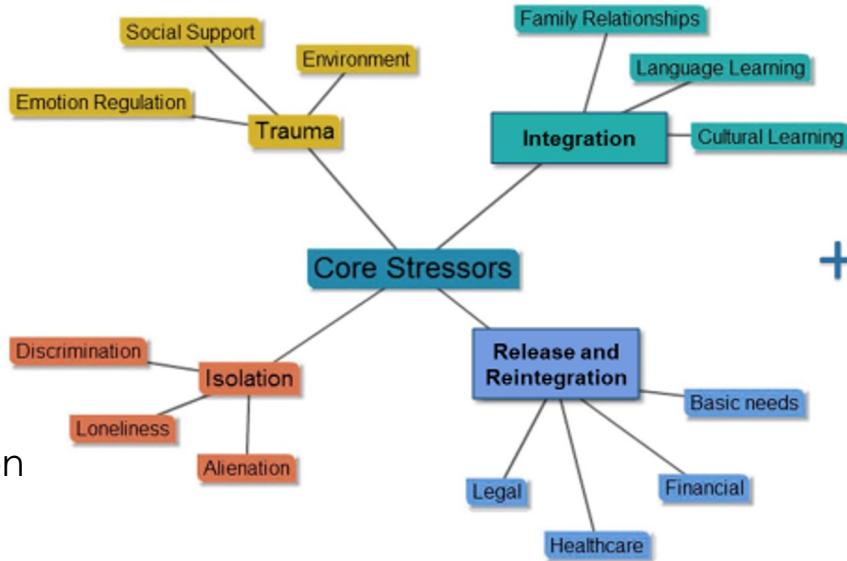 Social Support
Environment
Emotion Regulation
Trauma
Family Relationships
Language Learning
Integration
Cultural Learning
Core Stressors
+
Discrimination
Isolation
Loneliness
Alienation
on
Release and
Reintegration
Basic needs
Legal
Financial
Healthcare